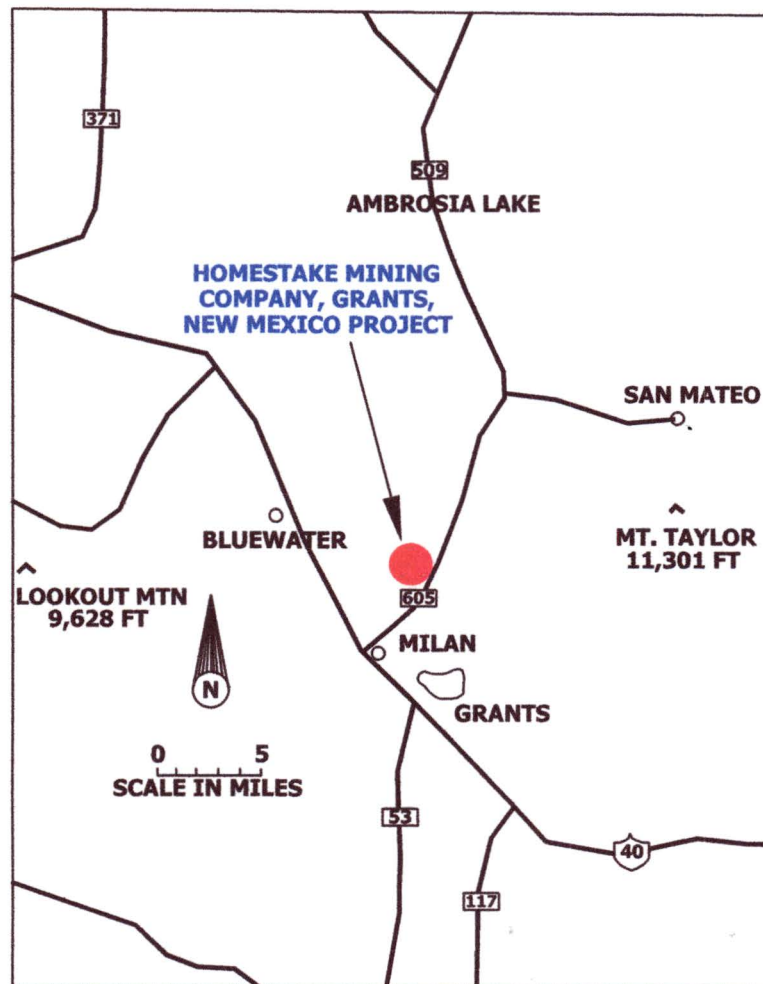 371
509
AMBROSIA LAKE
HOMESTAKE MINING
COMPANY, GRANTS,
NEW MEXICO PROJECT
SAN MATEO
BLUEWATER
MT. TAYLOR
11,301 FT
LOOKOUT MTN
9,628 FT
605
MILAN
N
GRANTS
0 5
SCALE IN MILES
53
40
117